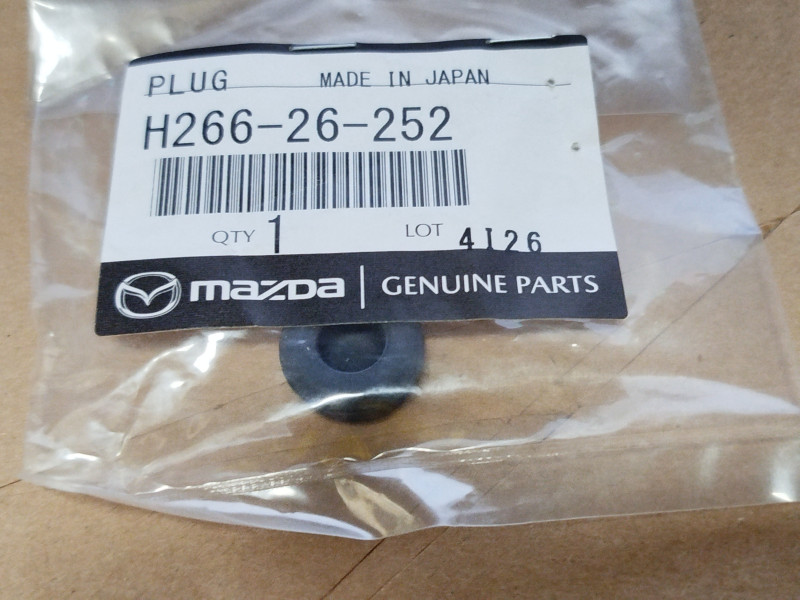 PLUG MADE IN JAPAN
H266-26-252
QTY 1 LOT 4I26
mazda GENUINE PARTS